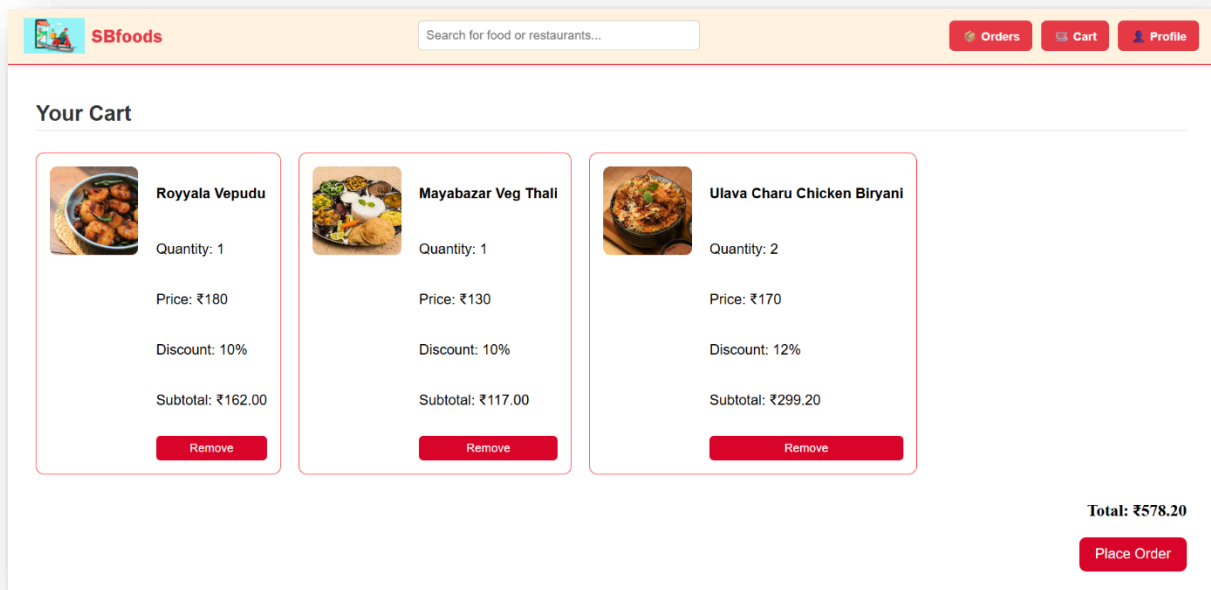 SBfoods
Search for food or restaurants...
Orders
Cart
Profile
Your Cart
Royyala Vepudu
Quantity: 1
Price: ₹180
Discount: 10%
Subtotal: ₹162.00
Remove
Mayabazar Veg Thali
Quantity: 1
Price: ₹130
Discount: 10%
Subtotal: ₹117.00
Remove
Ulava Charu Chicken Biryani
Quantity: 2
Price: ₹170
Discount: 12%
Subtotal: ₹299.20
Remove
Total: ₹578.20
Place Order